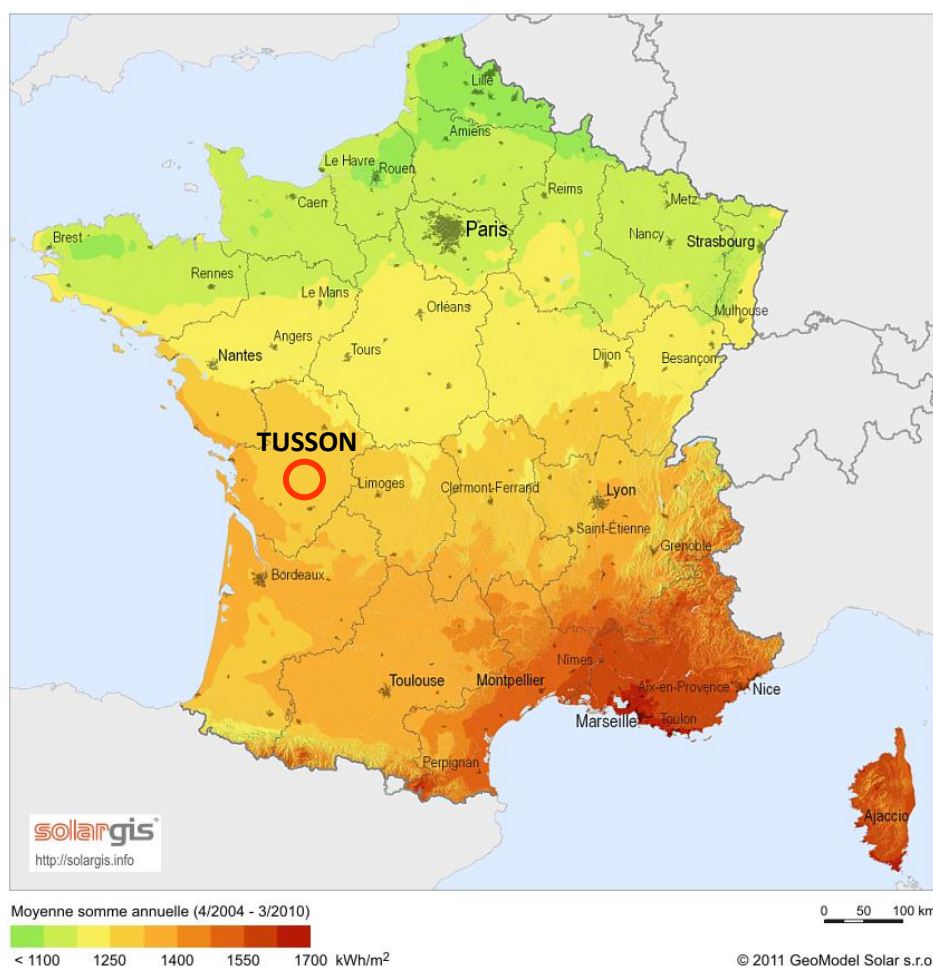 Lille
Amiens
Le Havre
Rouen
Caen
Reims
Metz
Paris
Nancy
Strasbourg
Brest
Rennes
Le Mans
Orléans
Mulhouse
Angers
Nantes
Tours
Dijon
Besançon
TUSSON
Limoges
Clermont-Ferrand
Lyon
Saint-Étienne
Grenoble
Bordeaux
Nîmes
Toulouse
Montpellier
Aix-en-Provence
Nice
Marseille
Toulon
Perpignan
Ajaccio
solargis
http://solargis.info
Moyenne somme annuelle (4/2004 - 3/2010)
0 50 100 km
< 1100 1250 1400 1550 1700 kWh/m²
© 2011 GeoModel Solar s.r.o